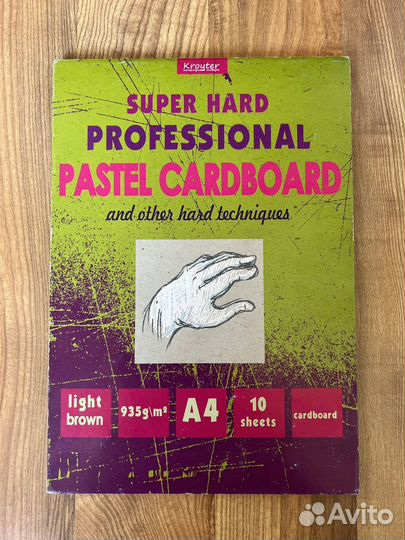 Kroyter
SUPER HARD
PROFESSIONAL
PASTEL CARDBOARD
and other hard techniques
light
brown
935g\m²
A4
10
sheets
cardboard
Avito